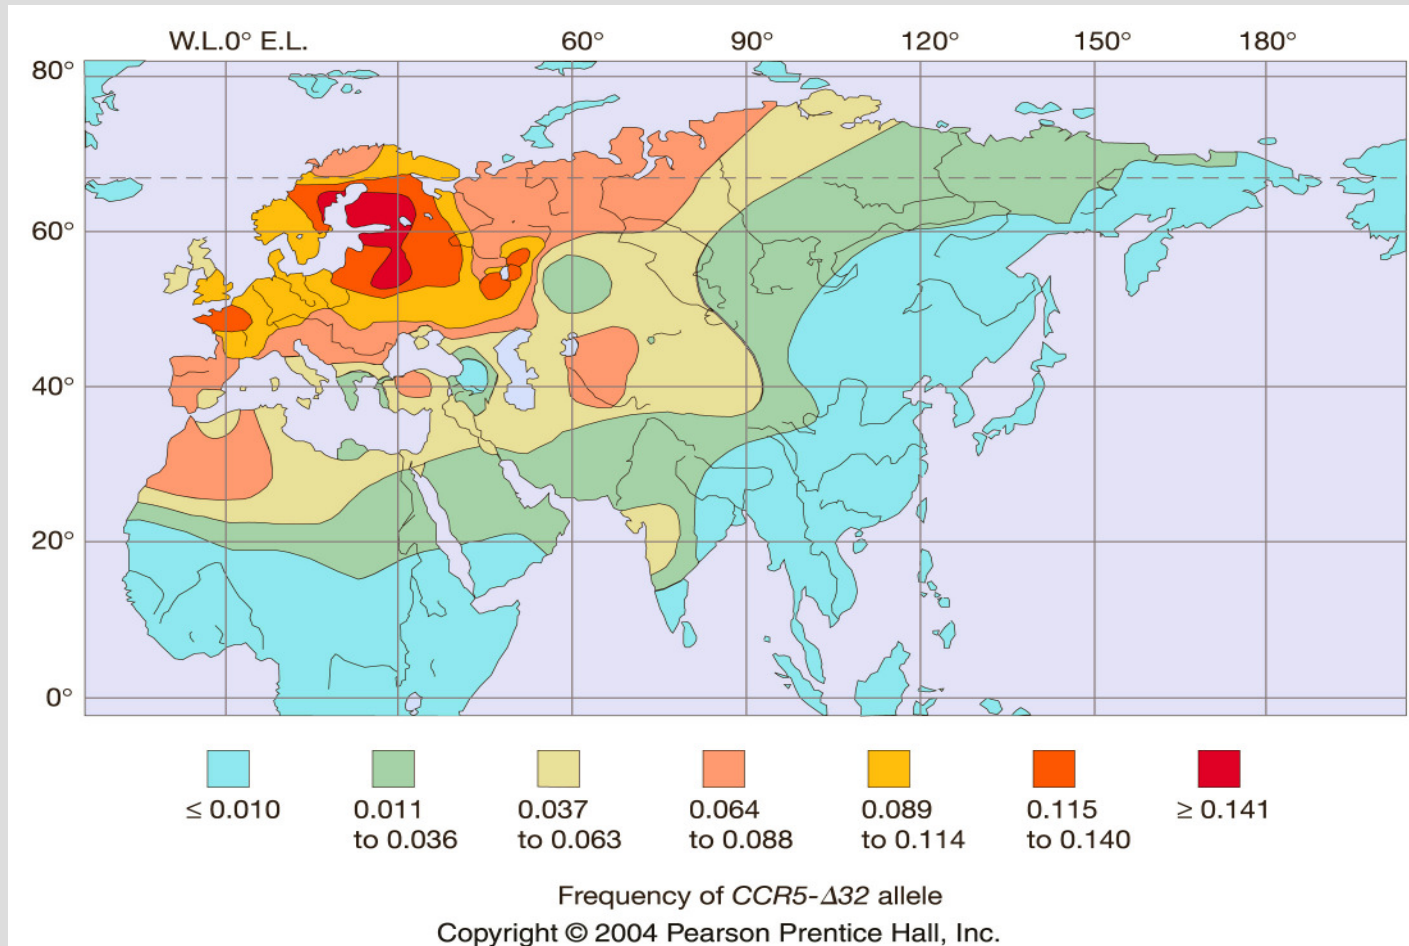 W.L.0° E.L. 60° 90° 120° 150° 180°
80°
60°
40°
20°
0°
≤ 0.010 0.011 0.037 0.064 0.089 0.115 ≥ 0.141
to 0.036 to 0.063 to 0.088 to 0.114 to 0.140
Frequency of CCR5-Δ32 allele
Copyright © 2004 Pearson Prentice Hall, Inc.